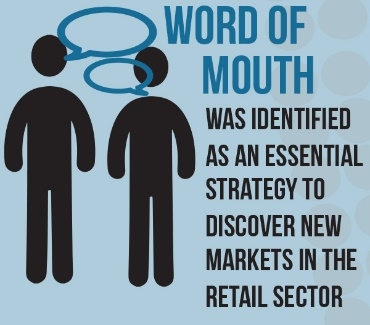 WORD OF
MOUTH
WAS IDENTIFIED
AS AN ESSENTIAL
STRATEGY TO
DISCOVER NEW
MARKETS IN THE
RETAIL SECTOR